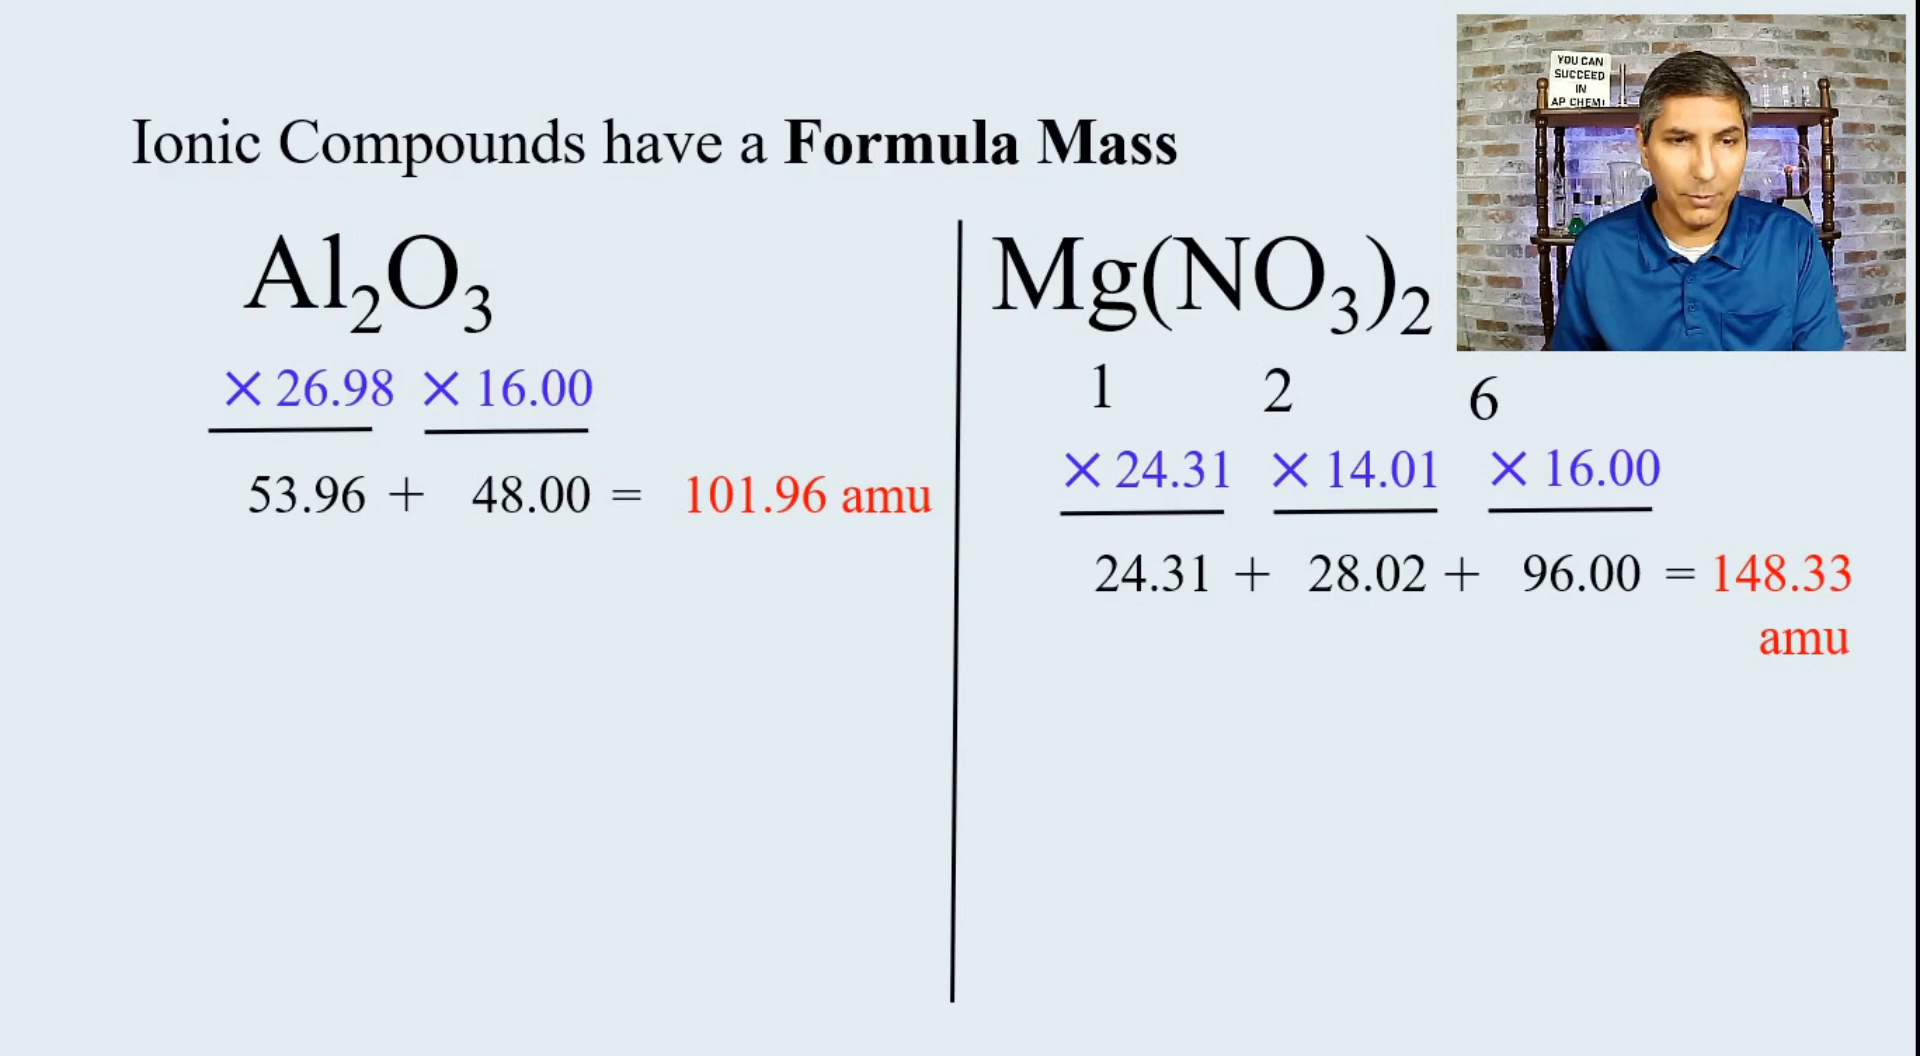 Ionic Compounds have a Formula Mass
Al₂O₃
× 26.98 × 16.00
53.96 + 48.00 = 101.96 amu
Mg(NO₃)₂
1 2 6
× 24.31 × 14.01 × 16.00
24.31 + 28.02 + 96.00 = 148.33
amu
YOU CAN
SUCCEED
IN
AP CHEM!